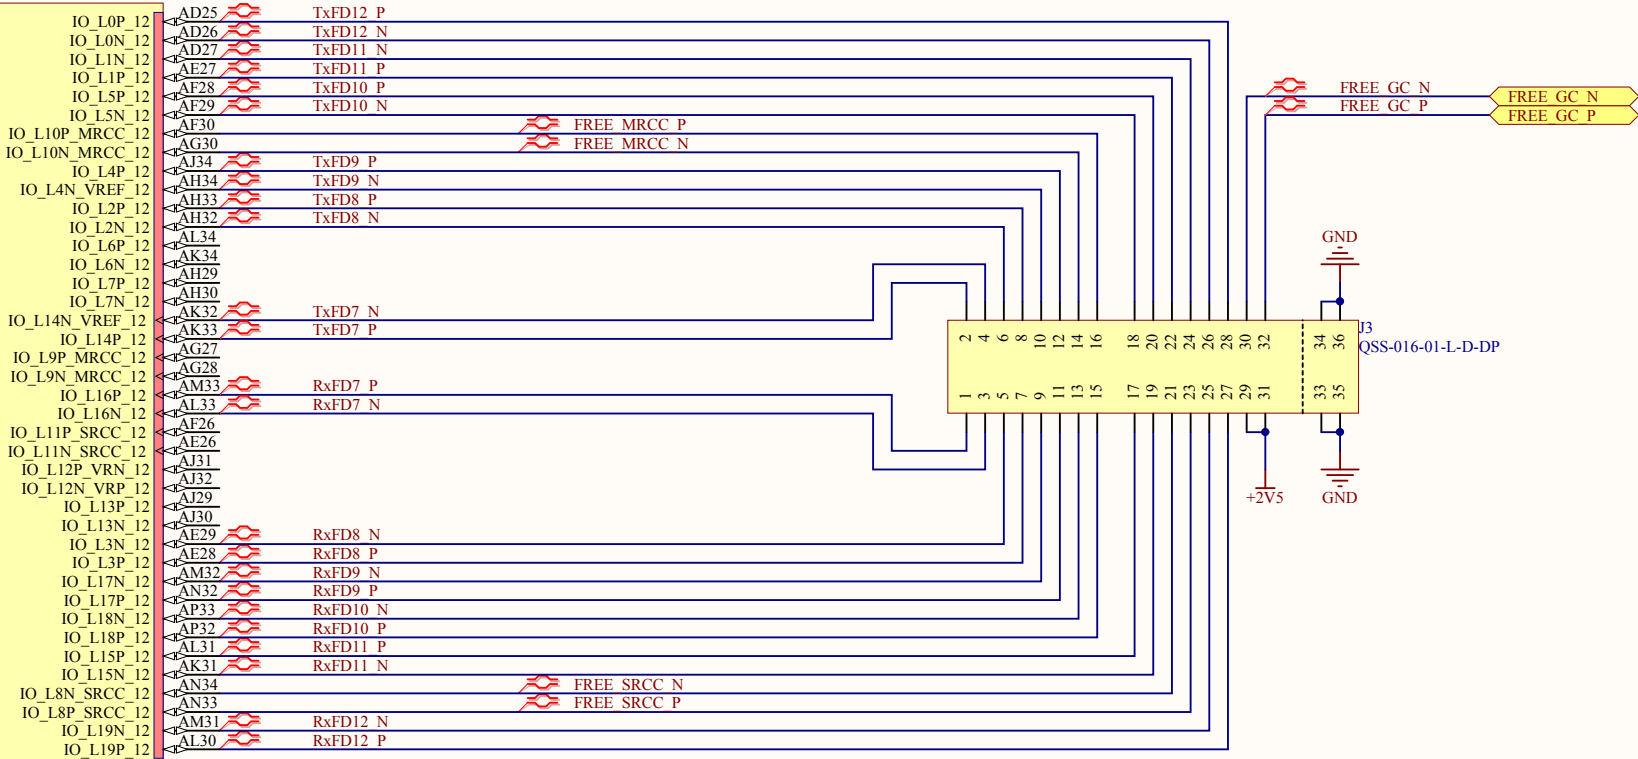 IO_L0P_12 AD25 TxFD12_P
IO_L0N_12 AD26 TxFD12_N
IO_L1N_12 AD27 TxFD11_N
IO_L1P_12 AE27 TxFD11_P
IO_L5P_12 AF28 TxFD10_P FREE_GC_N FREE_GC_N
IO_L5N_12 AF29 TxFD10_N FREE_GC_P FREE_GC_P
IO_L10P_MRCC_12 AF30 FREE_MRCC_P
IO_L10N_MRCC_12 AG30 FREE_MRCC_N
IO_L4P_12 AJ34 TxFD9_P
IO_L4N_VREF_12 AH34 TxFD9_N
IO_L2P_12 AH33 TxFD8_P
IO_L2N_12 AH32 TxFD8_N
IO_L6P_12 AL34 GND
IO_L6N_12 AK34
IO_L7P_12 AH29
IO_L7N_12 AH30
IO_L14N_VREF_12 AK32 TxFD7_N
IO_L14P_12 AK33 TxFD7_P
2 4 6 8 10 12 14 16 18 20 22 24 26 28 30 32 34 36 J3
IO_L9P_MRCC_12 AG27 QSS-016-01-L-D-DP
IO_L9N_MRCC_12 AG28
IO_L16P_12 AM33 RxFD7_P
1 3 5 7 9 11 13 15 17 19 21 23 25 27 29 31 33 35
IO_L16N_12 AL33 RxFD7_N
IO_L11P_SRCC_12 AF26
IO_L11N_SRCC_12 AE26
IO_L12P_VRN_12 AJ31
IO_L12N_VRP_12 AJ32 +2V5 GND
IO_L13P_12 AJ29
IO_L13N_12 AJ30
IO_L3N_12 AE29 RxFD8_N
IO_L3P_12 AE28 RxFD8_P
IO_L17N_12 AM32 RxFD9_N
IO_L17P_12 AN32 RxFD9_P
IO_L18N_12 AP33 RxFD10_N
IO_L18P_12 AP32 RxFD10_P
IO_L15P_12 AL31 RxFD11_P
IO_L15N_12 AK31 RxFD11_N
IO_L8N_SRCC_12 AN34 FREE_SRCC_N
IO_L8P_SRCC_12 AN33 FREE_SRCC_P
IO_L19N_12 AM31 RxFD12_N
IO_L19P_12 AL30 RxFD12_P